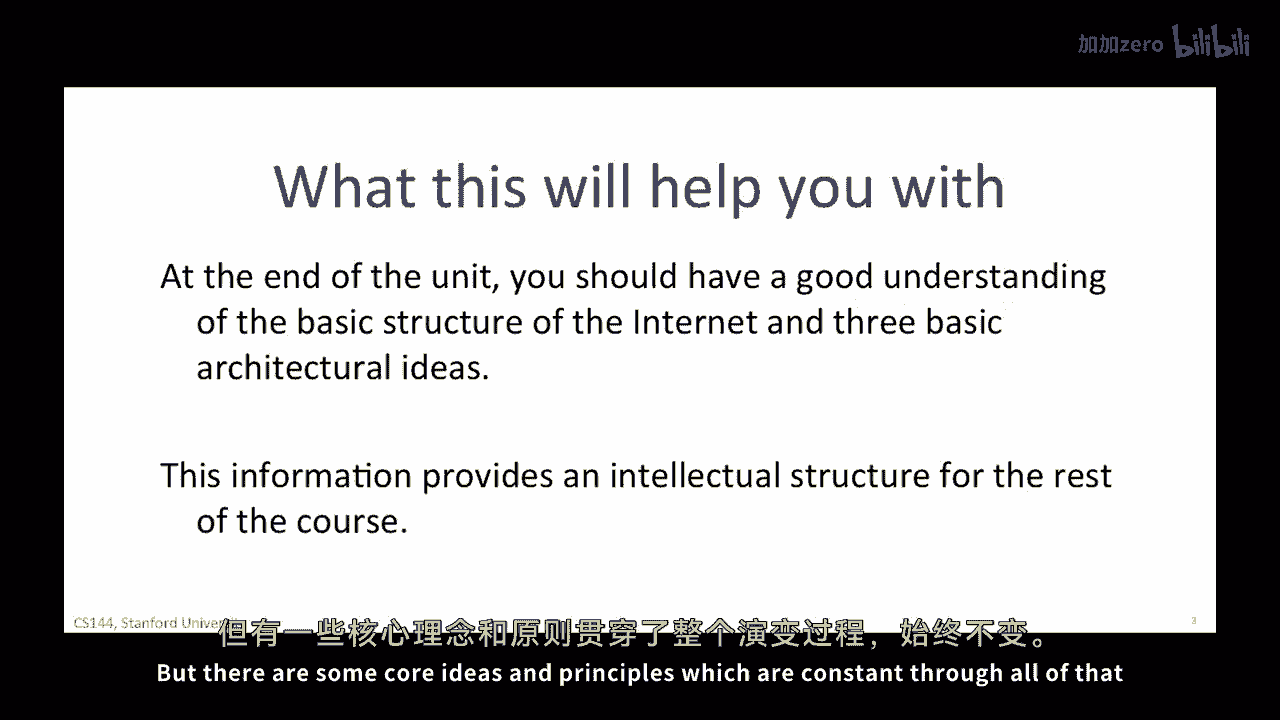 加加zero bilibili
What this will help you with
At the end of the unit, you should have a good understanding
of the basic structure of the Internet and three basic
architectural ideas.
This information provides an intellectual structure for the rest
of the course.
CS144, Stanford
3
但有一些核心理念和原则贯穿了整个演变过程，始终不变。
But there are some core ideas and principles which are constant through all of that